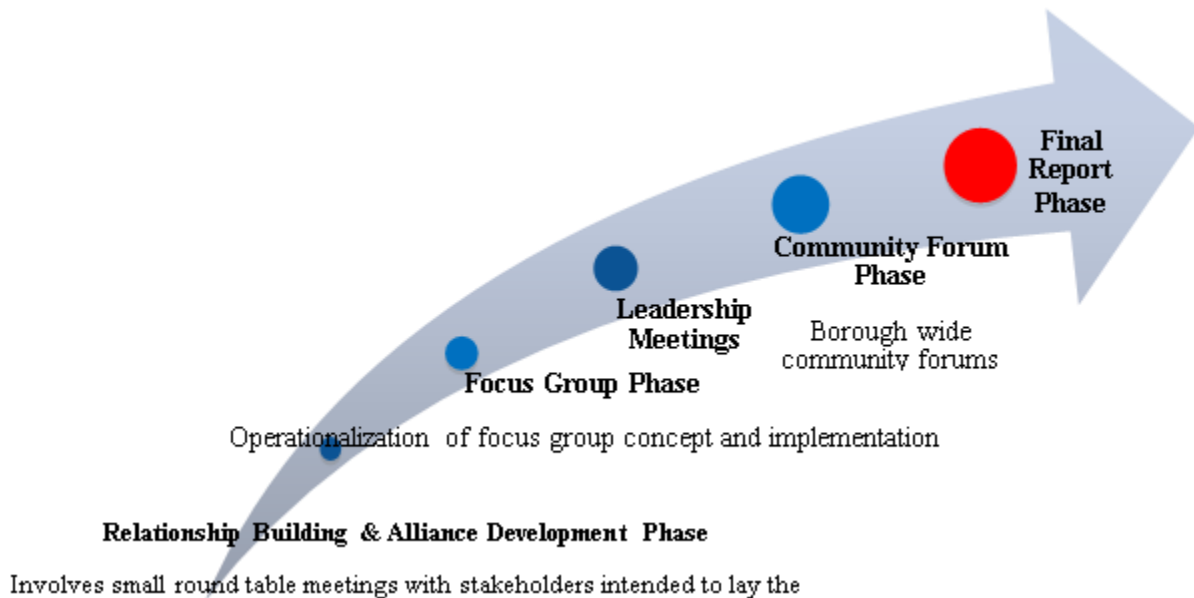 Final
Report
Phase
Community Forum
Phase
Borough wide
community forums
Leadership
Meetings
Focus Group Phase
Operationalization of focus group concept and implementation
Relationship Building & Alliance Development Phase
Involves small round table meetings with stakeholders intended to lay the